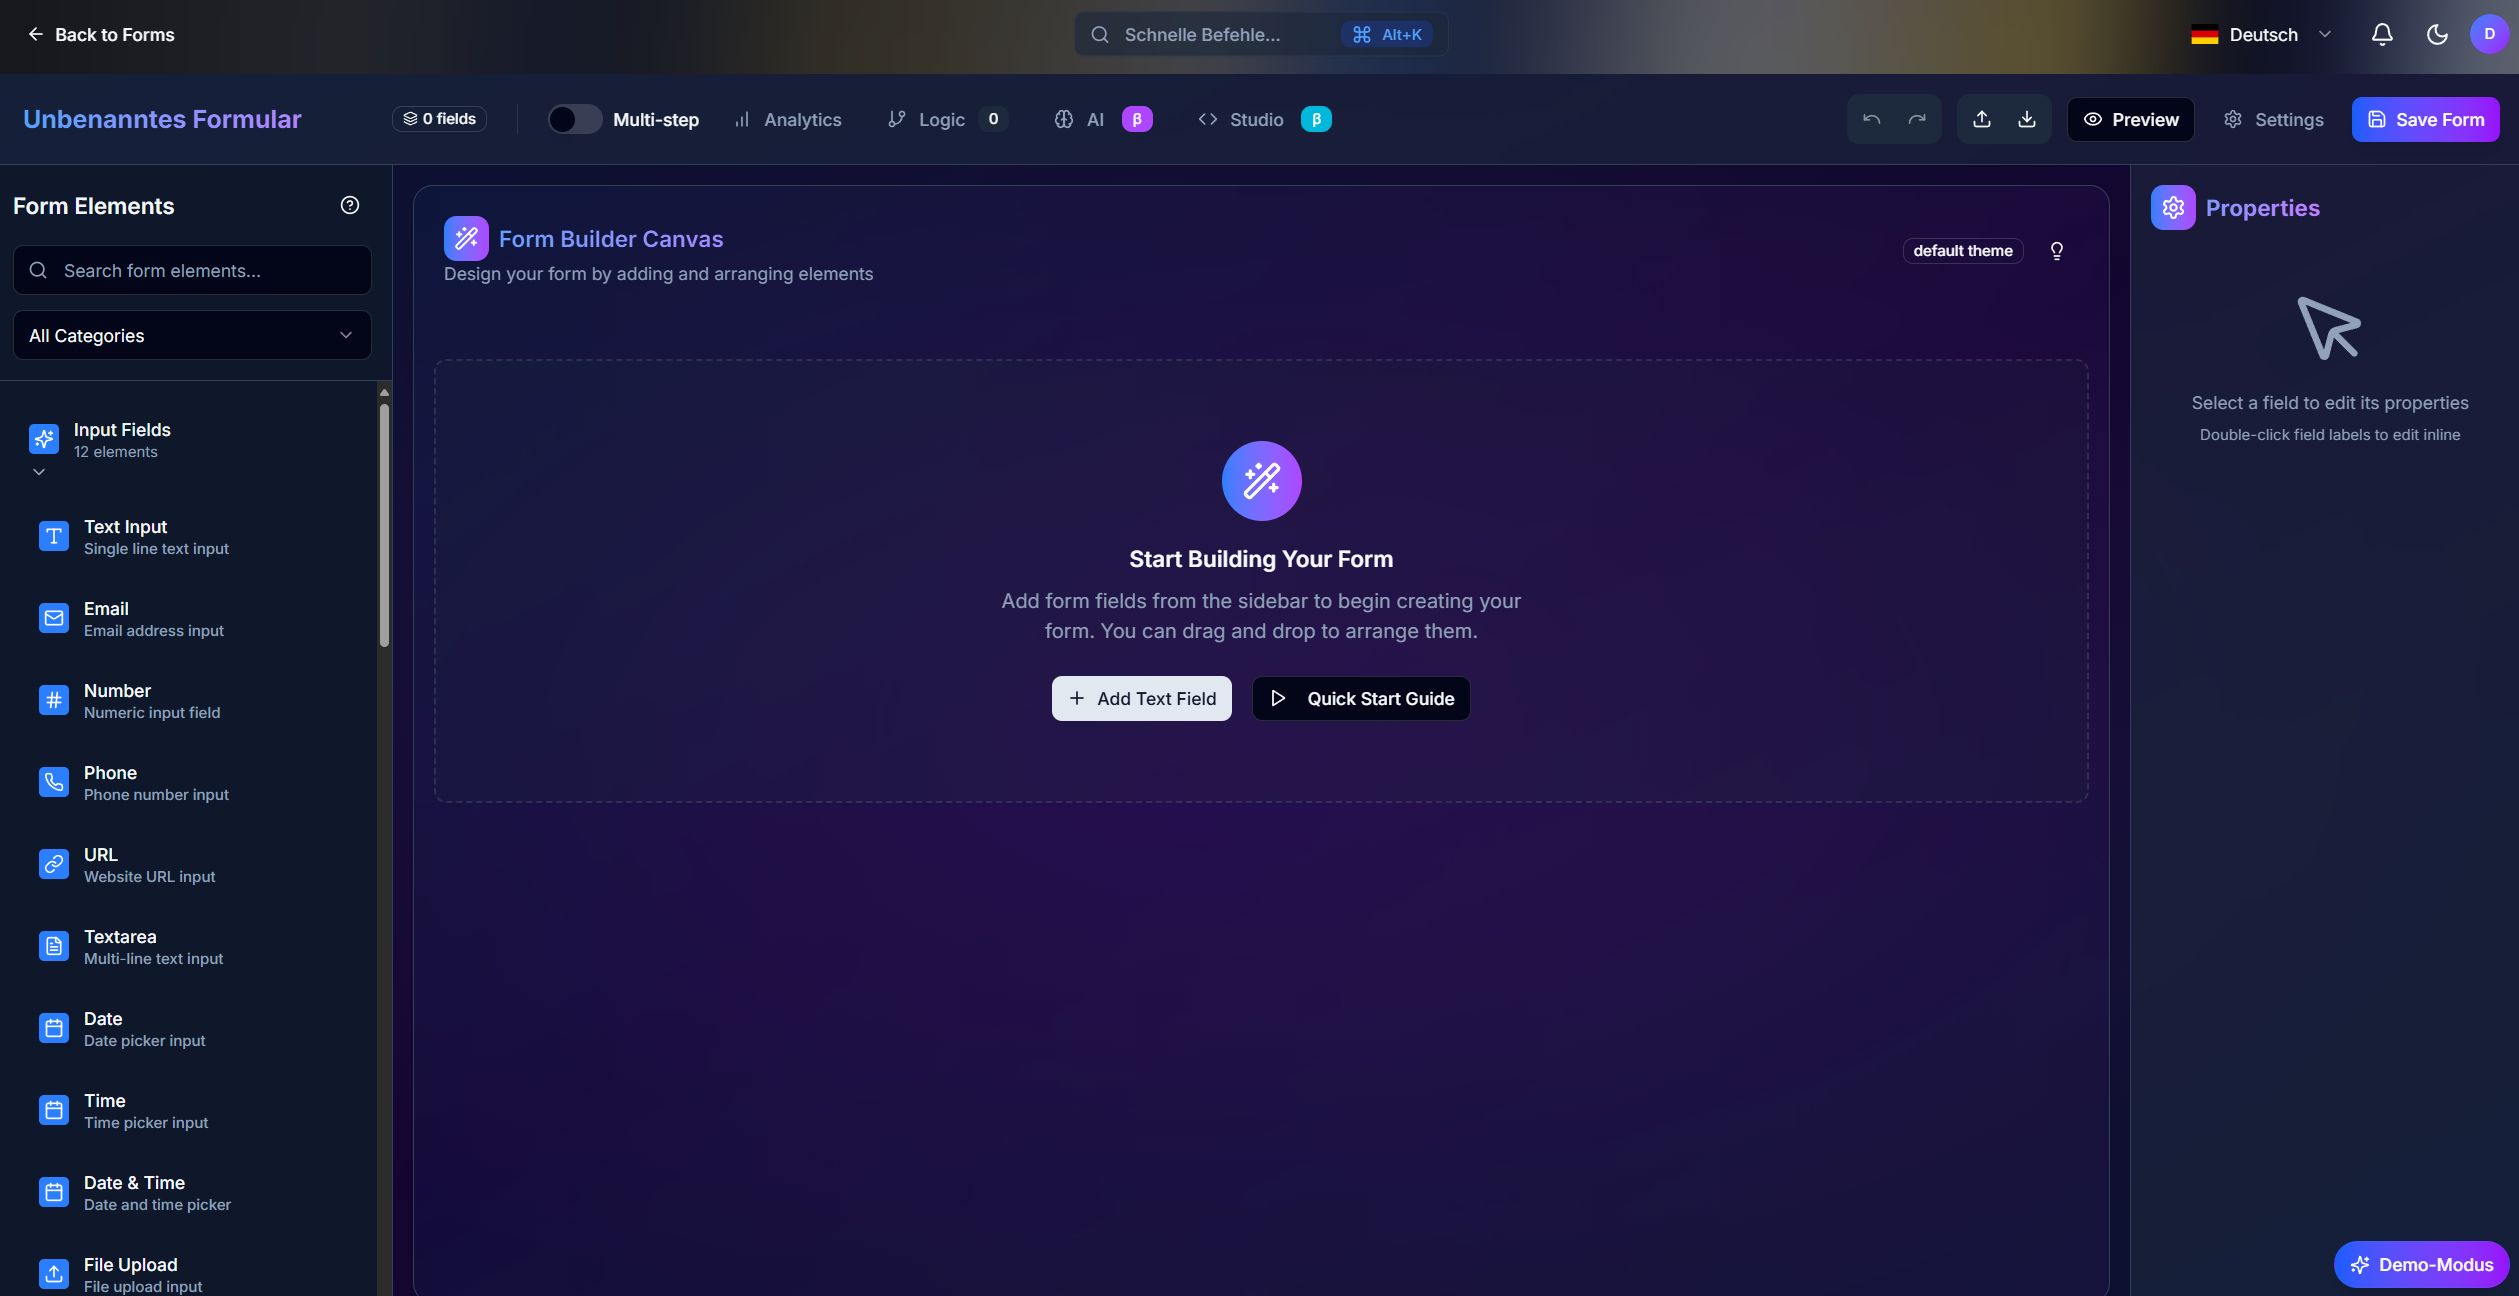 Back to Forms
Schnelle Befehle...
Alt+K
Deutsch
D
Unbenanntes Formular
0 fields
Multi-step
Analytics
Logic
0
AI
β
Studio
β
Preview
Settings
Save Form
Form Elements
Search form elements...
All Categories
Input Fields
12 elements
Text Input
Single line text input
Email
Email address input
Number
Numeric input field
Phone
Phone number input
URL
Website URL input
Textarea
Multi-line text input
Date
Date picker input
Time
Time picker input
Date & Time
Date and time picker
File Upload
File upload input
Form Builder Canvas
Design your form by adding and arranging elements
default theme
Start Building Your Form
Add form fields from the sidebar to begin creating your
form. You can drag and drop to arrange them.
Add Text Field
Quick Start Guide
Properties
Select a field to edit its properties
Double-click field labels to edit inline
Demo-Modus